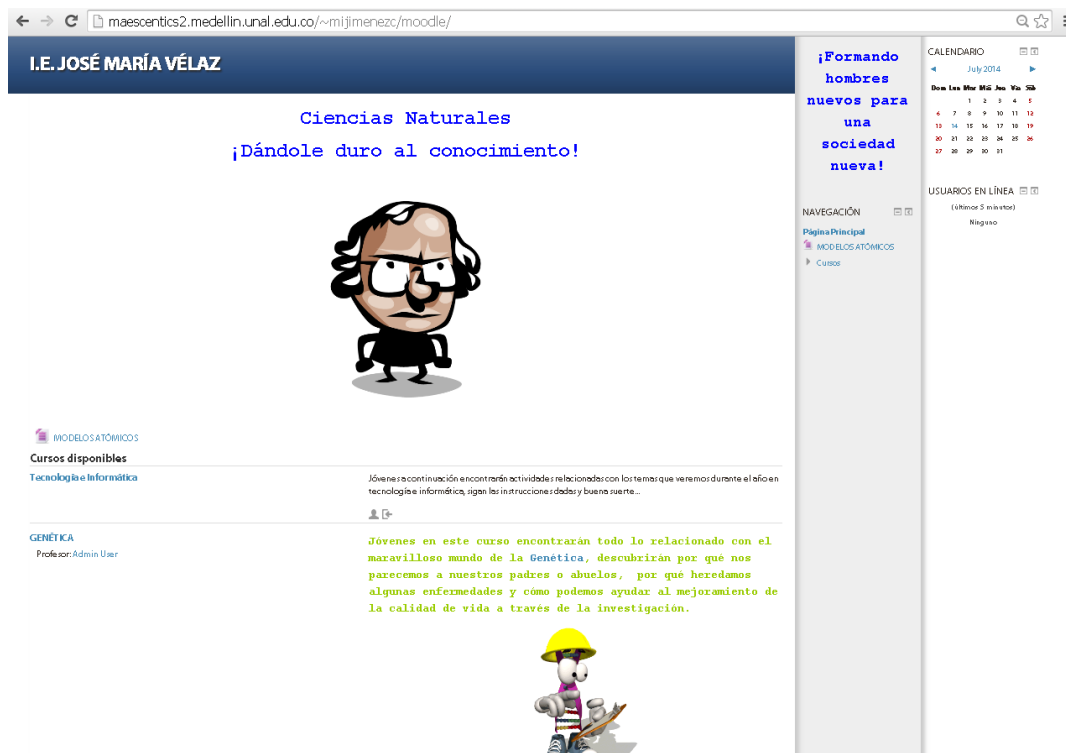 maescentics2.medellin.unal.edu.co/~mijimenezc/moodle/
I.E. JOSÉ MARÍA VÉLAZ
Ciencias Naturales
¡Dándole duro al conocimiento!
MODELOS ATÓMICOS
Cursos disponibles
Tecnología e Informática
Jóvenes a continuación encontrarán actividades relacionadas con los temas que veremos durante el año en
tecnología e informática, sigan las instrucciones dadas y buena suerte...
GENÉTICA
Profesor: Admin User
Jóvenes en este curso encontrarán todo lo relacionado con el
maravilloso mundo de la Genética, descubrirán por qué nos
parecemos a nuestros padres o abuelos, por qué heredamos
algunas enfermedades y cómo podemos ayudar al mejoramiento de
la calidad de vida a través de la investigación.
¡Formando
hombres
nuevos para
una
sociedad
nueva!
NAVEGACIÓN
Página Principal
MODELOS ATÓMICOS
Cursos
CALENDARIO
◄ July 2014 ►
Dom Lun Mar Mié Jue Vie Sáb
1 2 3 4 5
6 7 8 9 10 11 12
13 14 15 16 17 18 19
20 21 22 23 24 25 26
27 28 29 30 31
USUARIOS EN LÍNEA
(últimos 5 minutos)
Ninguno